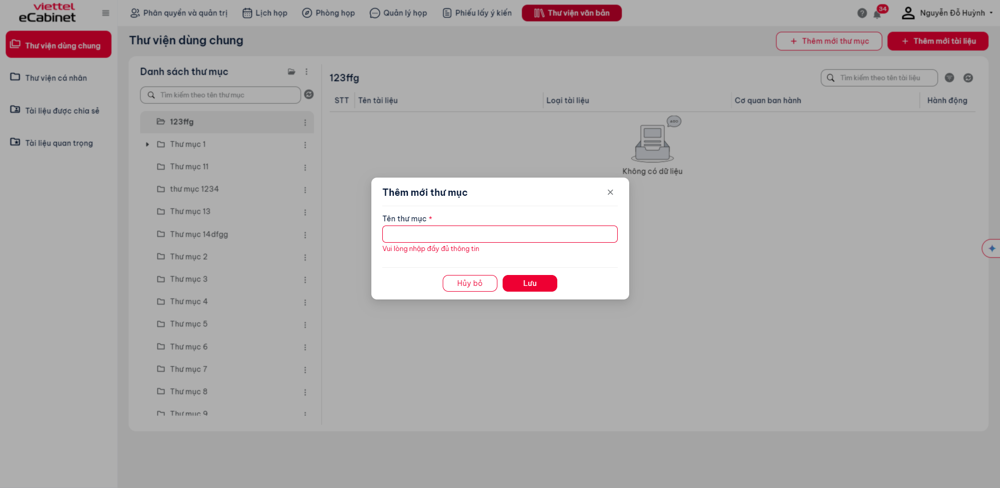 viettel
eCabinet
Phân quyền và quản trị
Lịch họp
Phòng họp
Quản lý họp
Phiếu lấy ý kiến
Thư viện văn bản
34
Nguyễn Đỗ Huỳnh
Thư viện dùng chung
Thư viện cá nhân
Tài liệu được chia sẻ
Tài liệu quan trọng
Thư viện dùng chung
Thêm mới thư mục
Thêm mới tài liệu
Danh sách thư mục
Tìm kiếm theo tên thư mục
123ffg
Thư mục 1
Thư mục 11
thư mục 1234
Thư mục 13
Thư mục 14dfgg
Thư mục 2
Thư mục 3
Thư mục 4
Thư mục 5
Thư mục 6
Thư mục 7
Thư mục 8
Thư mục 9
123ffg
Tìm kiếm theo tên tài liệu
STT Tên tài liệu Loại tài liệu Cơ quan ban hành Hành động
Không có dữ liệu
Thêm mới thư mục
Tên thư mục *
Vui lòng nhập đầy đủ thông tin
Hủy bỏ
Lưu